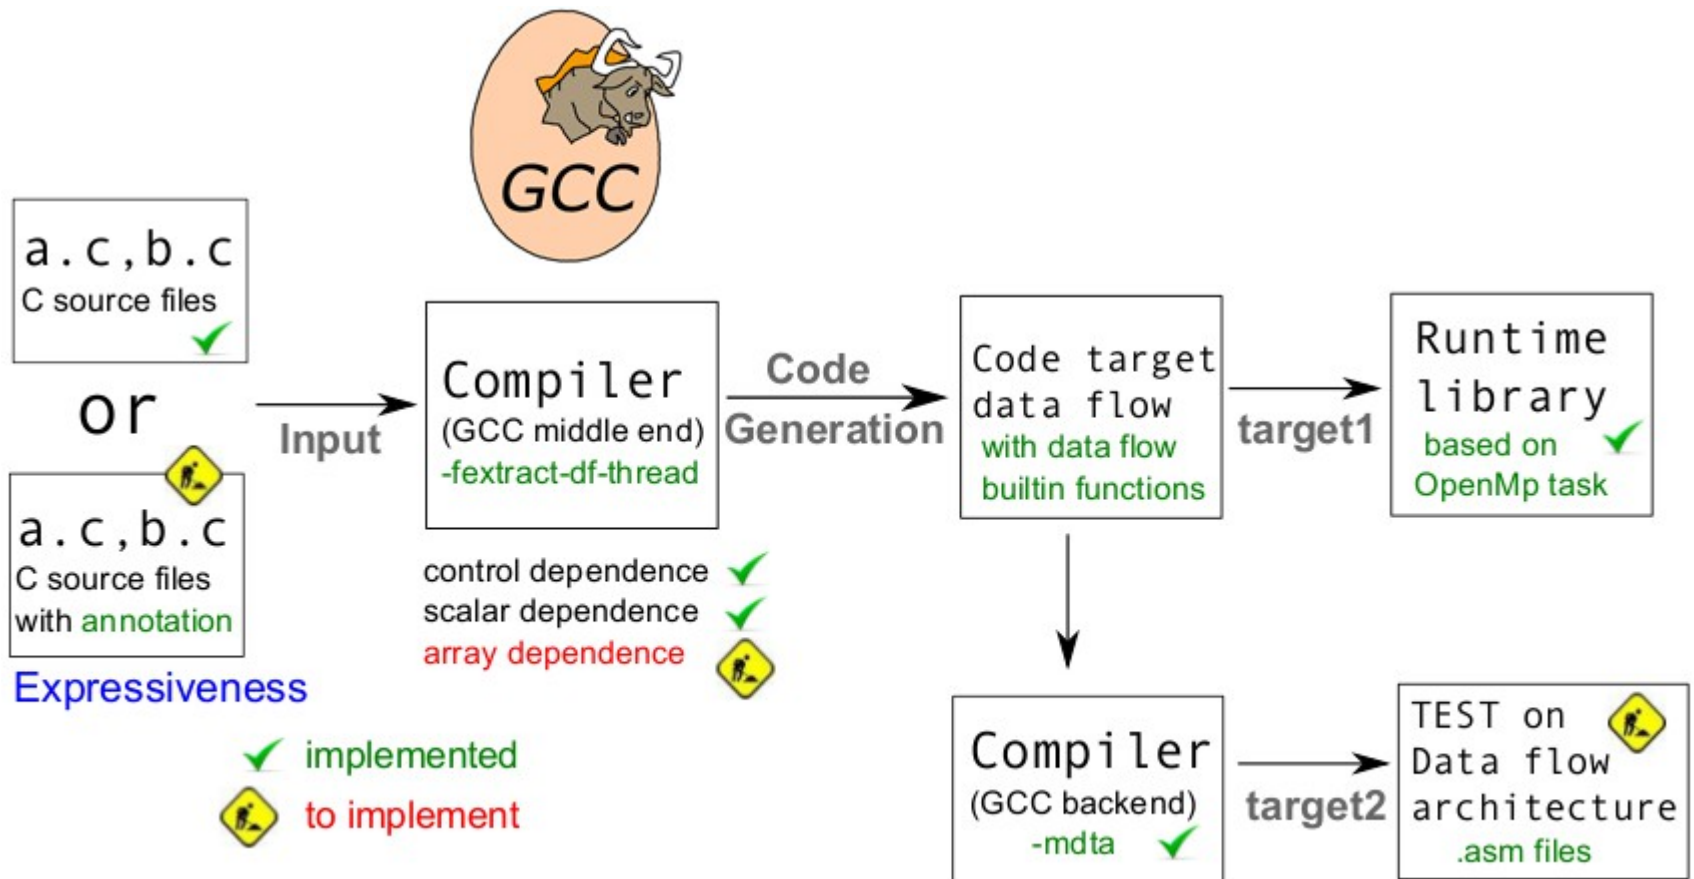 GCC
a.c,b.c
C source files
or
a.c,b.c
C source files
with annotation
Expressiveness
Input
Compiler
(GCC middle end)
-fextract-df-thread
control dependence
scalar dependence
array dependence
Code
Generation
Code target
data flow
with data flow
builtin functions
target1
Runtime
library
based on
OpenMp task
Compiler
(GCC backend)
-mdta
target2
TEST on
Data flow
architecture
.asm files
implemented
to implement